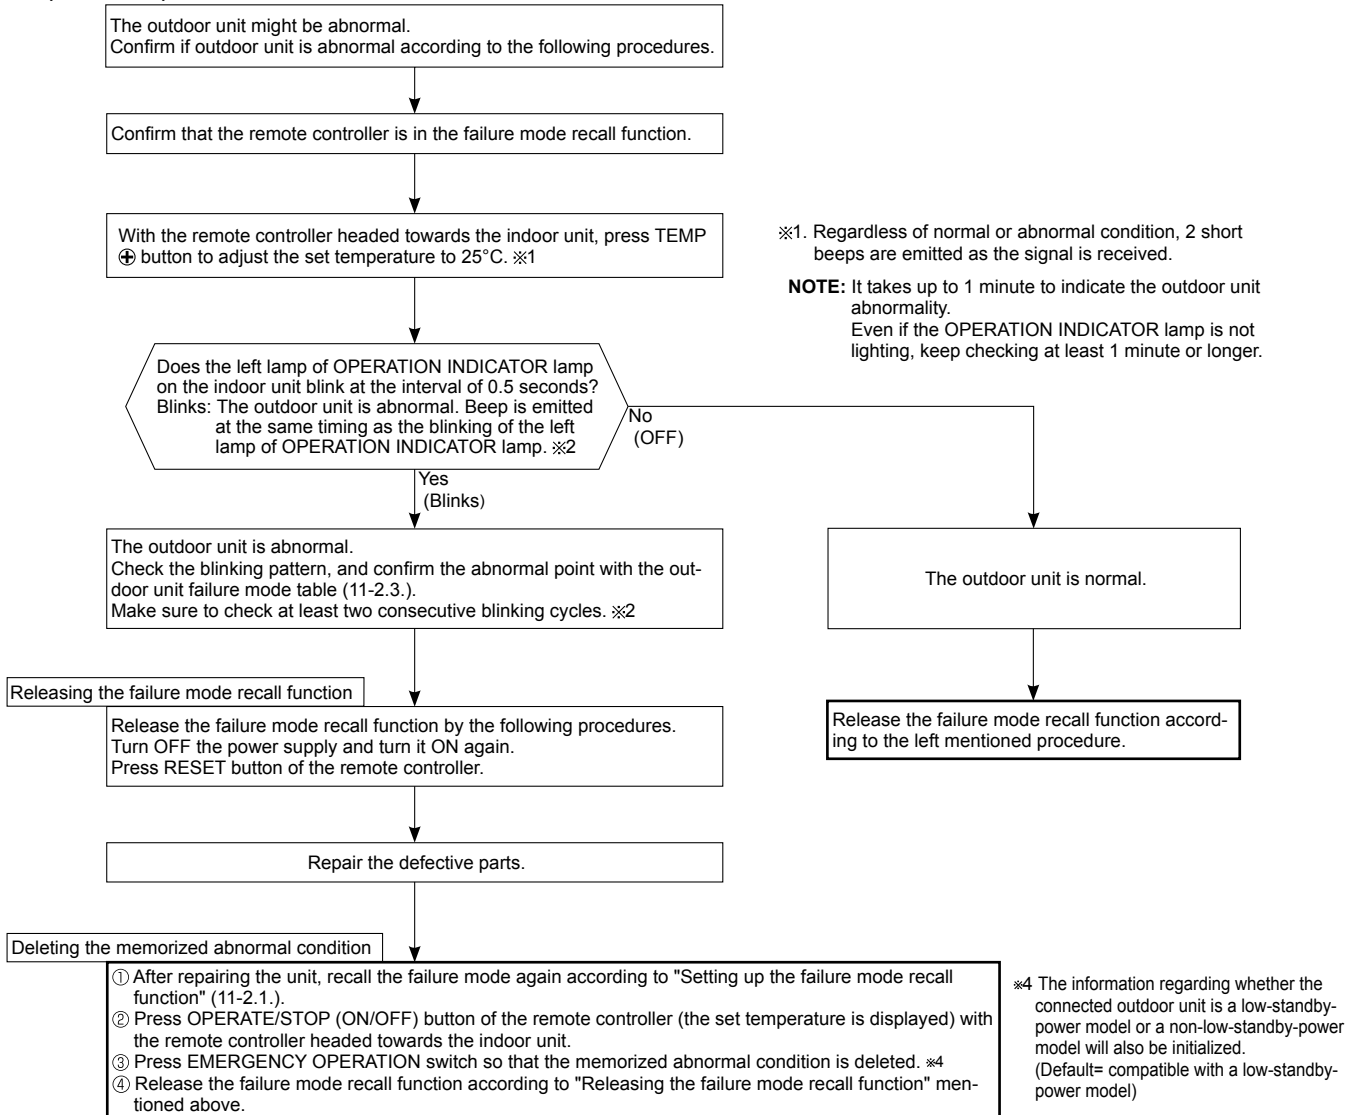 The outdoor unit might be abnormal.
Confirm if outdoor unit is abnormal according to the following procedures.
Confirm that the remote controller is in the failure mode recall function.
With the remote controller headed towards the indoor unit, press TEMP
⊕ button to adjust the set temperature to 25°C. ※1
※1. Regardless of normal or abnormal condition, 2 short
beeps are emitted as the signal is received.
NOTE: It takes up to 1 minute to indicate the outdoor unit
abnormality.
Even if the OPERATION INDICATOR lamp is not
lighting, keep checking at least 1 minute or longer.
Does the left lamp of OPERATION INDICATOR lamp
on the indoor unit blink at the interval of 0.5 seconds?
Blinks: The outdoor unit is abnormal. Beep is emitted
at the same timing as the blinking of the left
lamp of OPERATION INDICATOR lamp. ※2
No
(OFF)
Yes
(Blinks)
The outdoor unit is abnormal.
Check the blinking pattern, and confirm the abnormal point with the out-
door unit failure mode table (11-2.3.).
Make sure to check at least two consecutive blinking cycles. ※2
The outdoor unit is normal.
Releasing the failure mode recall function
Release the failure mode recall function by the following procedures.
Turn OFF the power supply and turn it ON again.
Press RESET button of the remote controller.
Release the failure mode recall function accord-
ing to the left mentioned procedure.
Repair the defective parts.
Deleting the memorized abnormal condition
① After repairing the unit, recall the failure mode again according to "Setting up the failure mode recall
function" (11-2.1.).
② Press OPERATE/STOP (ON/OFF) button of the remote controller (the set temperature is displayed) with
the remote controller headed towards the indoor unit.
③ Press EMERGENCY OPERATION switch so that the memorized abnormal condition is deleted. ※4
④ Release the failure mode recall function according to "Releasing the failure mode recall function" men-
tioned above.
※4 The information regarding whether the
connected outdoor unit is a low-standby-
power model or a non-low-standby-power
model will also be initialized.
(Default= compatible with a low-standby-
power model)